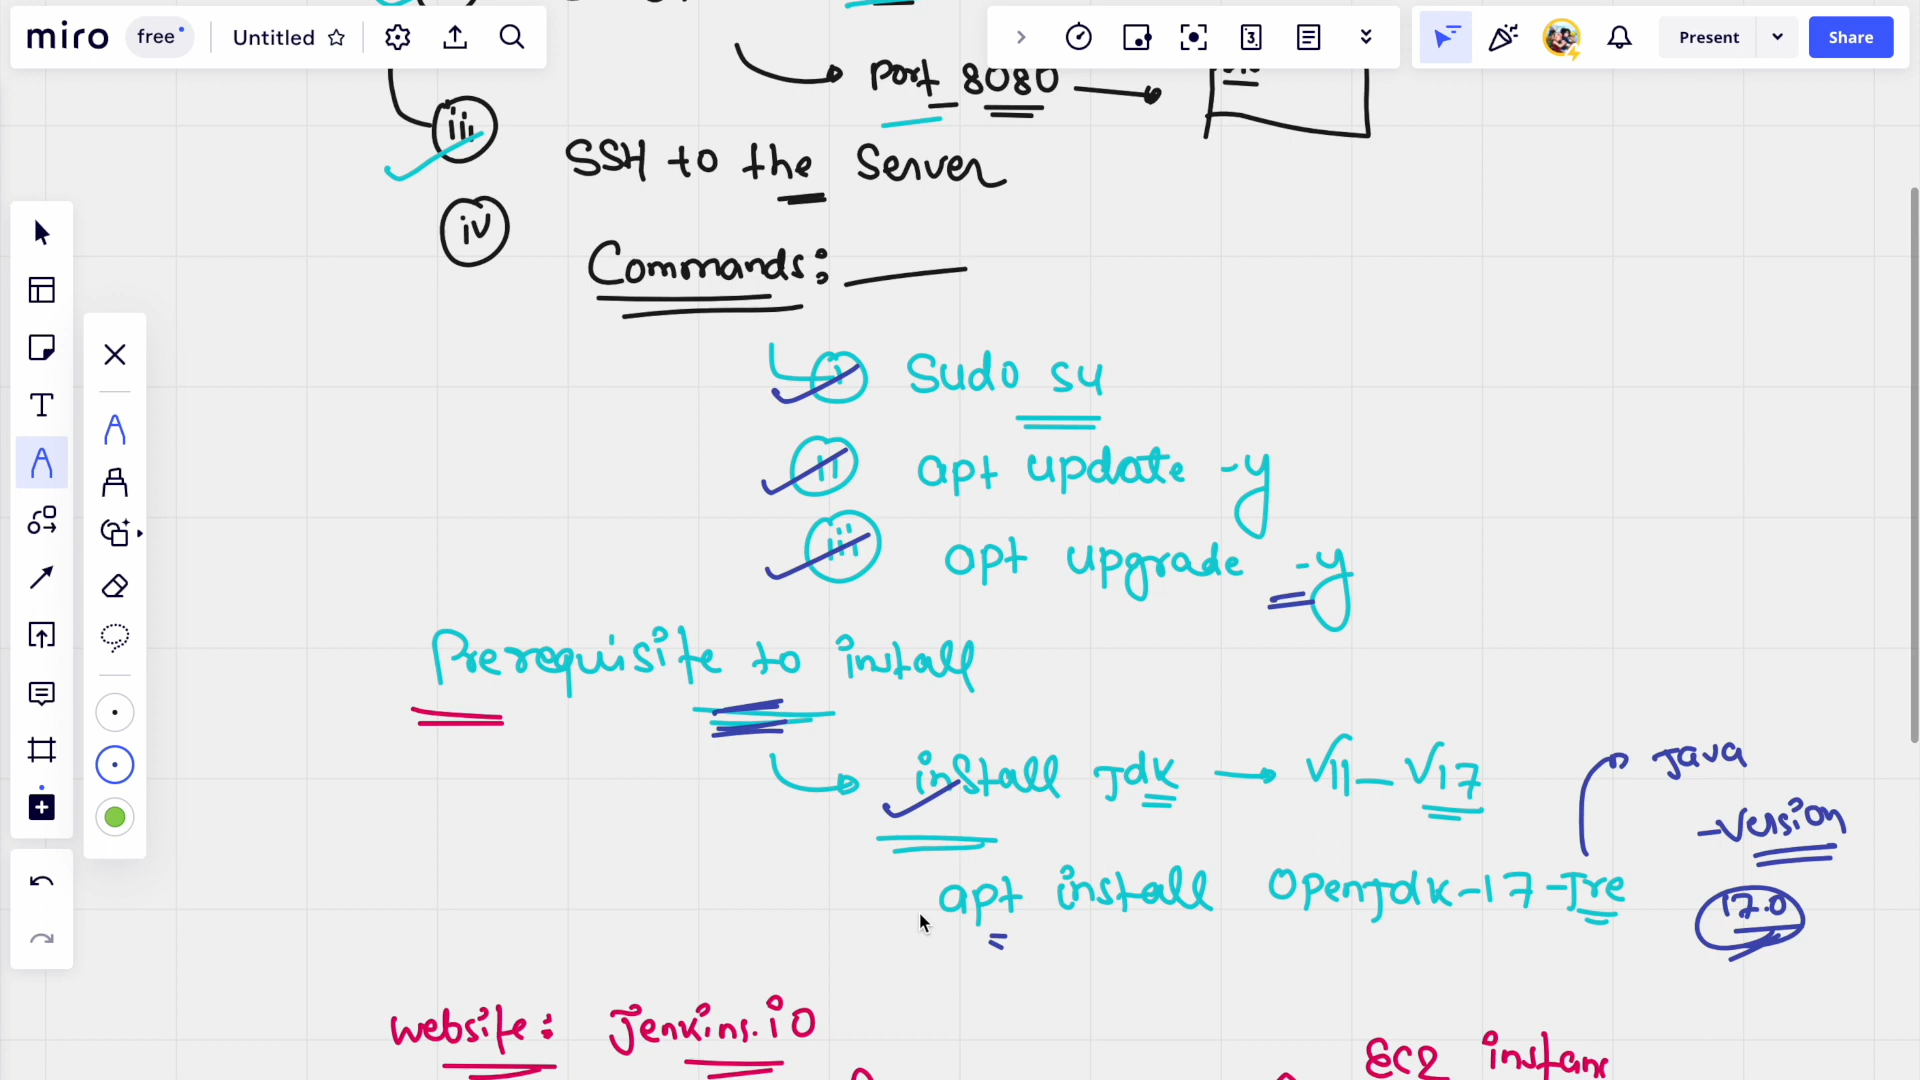 miro free Untitled
3
Present Share
Port 8080
iii
SSH to the Server
iv
Commands:
i Sudo su
ii apt update -y
iii apt upgrade -y
Prerequisite to install
install Jdk → V11 - V17
Java
-version
apt install OpenJdk-17-Jre
17.0
website: jenkins.io
EC2 instanc